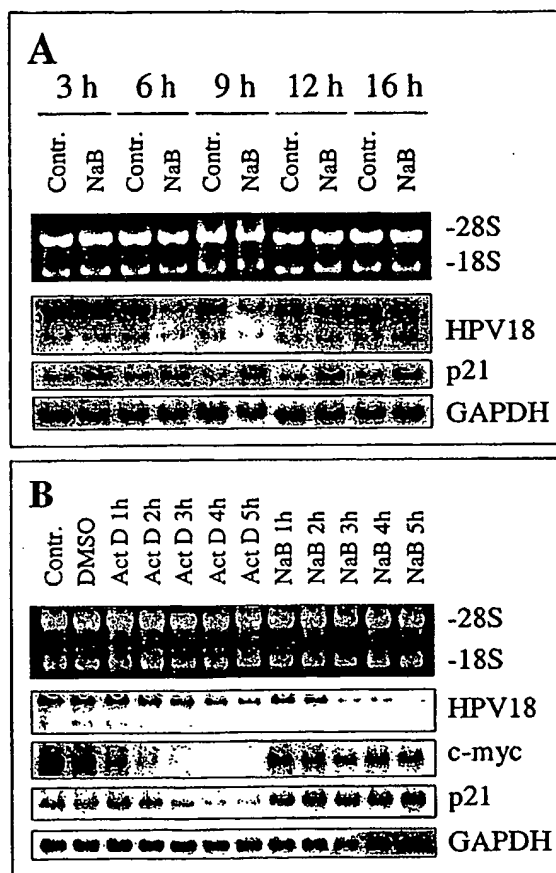 A
3 h 6 h 9 h 12 h 16 h
Contr. NaB Contr. NaB Contr. NaB Contr. NaB Contr. NaB
-28S
-18S
HPV18
p21
GAPDH
B
Contr. DMSO Act D 1h Act D 2h Act D 3h Act D 4h Act D 5h NaB 1h NaB 2h NaB 3h NaB 4h NaB 5h
-28S
-18S
HPV18
c-myc
p21
GAPDH